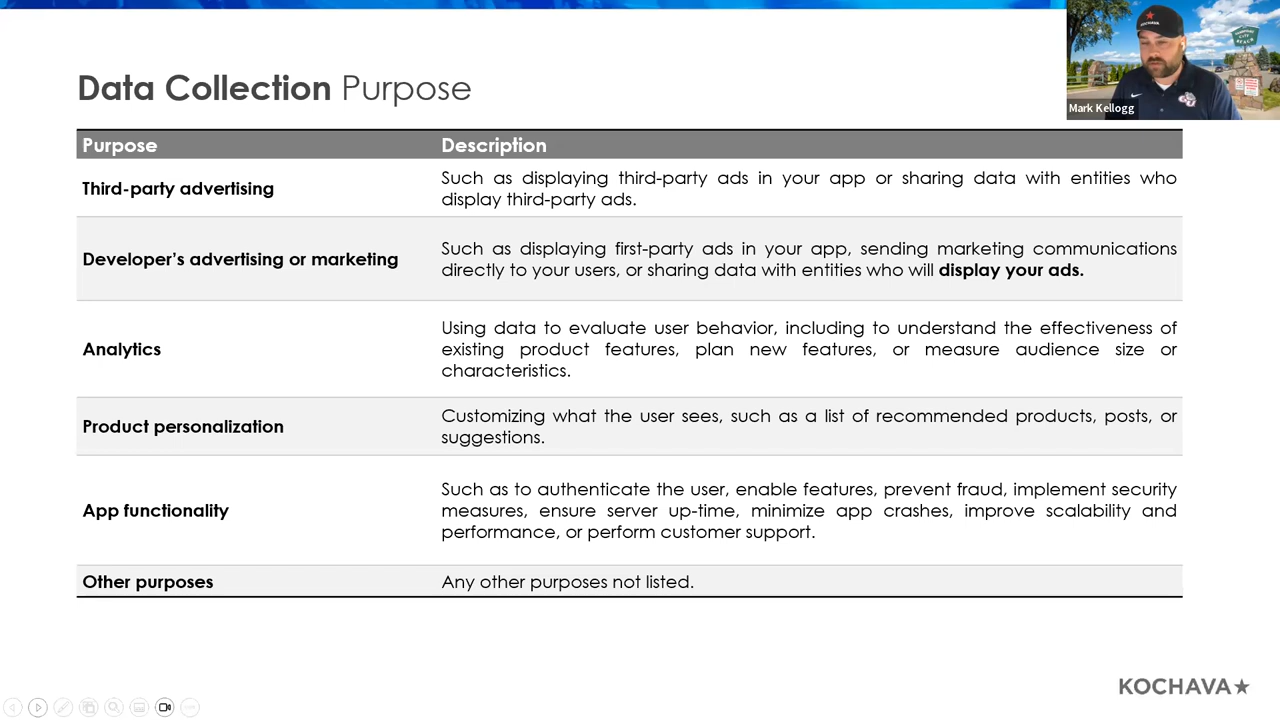 Data Collection Purpose
Mark Kellogg
Purpose Description
Third-party advertising
Such as displaying third-party ads in your app or sharing data with entities who
display third-party ads.
Developer's advertising or marketing
Such as displaying first-party ads in your app, sending marketing communications
directly to your users, or sharing data with entities who will display your ads.
Analytics
Using data to evaluate user behavior, including to understand the effectiveness of
existing product features, plan new features, or measure audience size or
characteristics.
Product personalization
Customizing what the user sees, such as a list of recommended products, posts, or
suggestions.
App functionality
Such as to authenticate the user, enable features, prevent fraud, implement security
measures, ensure server up-time, minimize app crashes, improve scalability and
performance, or perform customer support.
Other purposes
Any other purposes not listed.
KOCHAVA